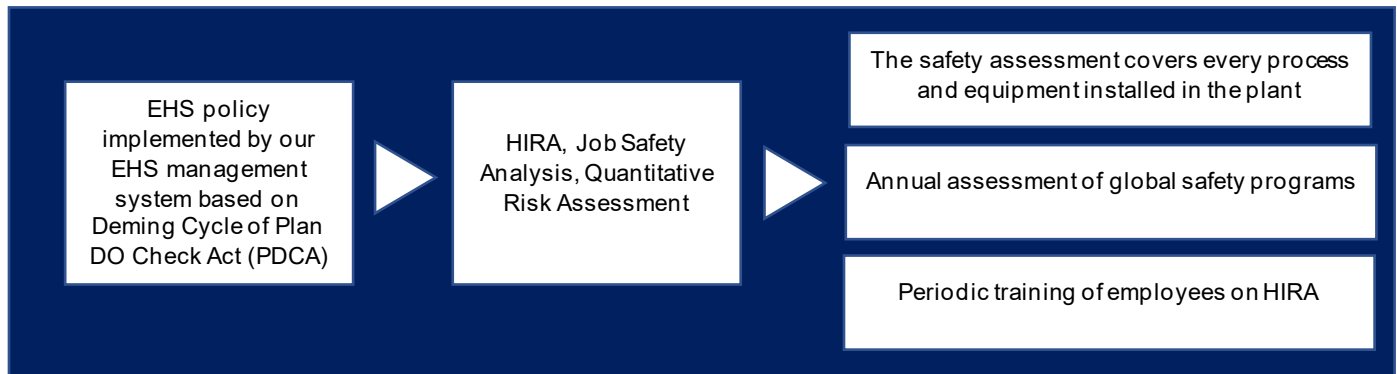 EHS policy
implemented by our
EHS management
system based on
Deming Cycle of Plan
DO Check Act (PDCA)
HIRA, Job Safety
Analysis, Quantitative
Risk Assessment
The safety assessment covers every process
and equipment installed in the plant
Annual assessment of global safety programs
Periodic training of employees on HIRA